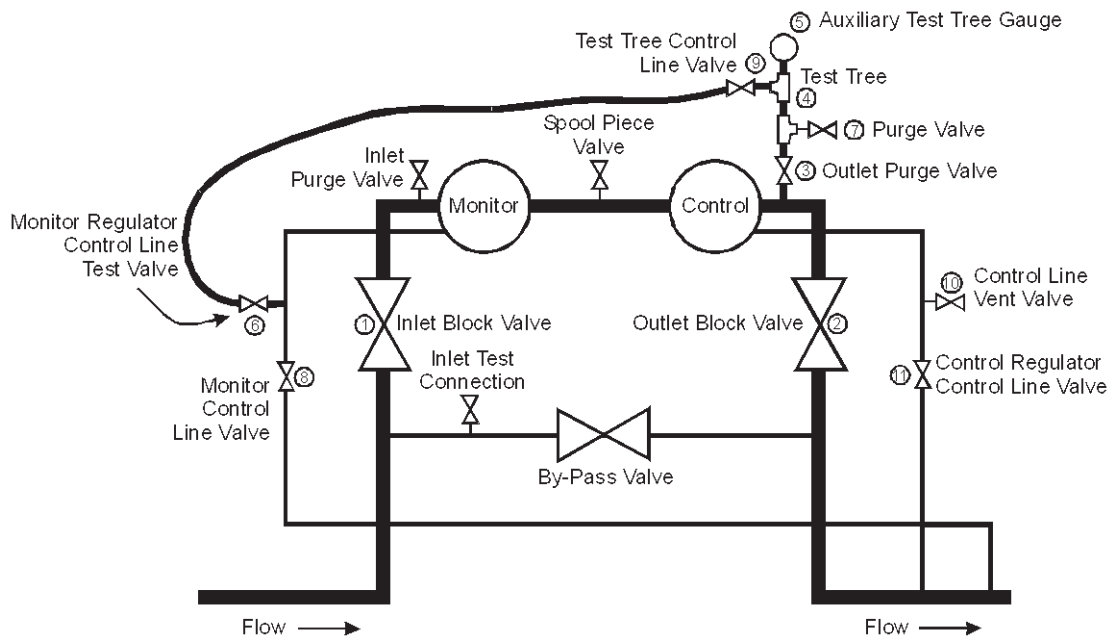 ⑤ Auxiliary Test Tree Gauge
Test Tree Control
Line Valve ⑨
Test Tree
④
Spool Piece
Valve
⑦ Purge Valve
Inlet
Purge Valve
③ Outlet Purge Valve
Monitor
Control
Monitor Regulator
Control Line
Test Valve
⑥
⑩ Control Line
Vent Valve
① Inlet Block Valve
Outlet Block Valve ②
Inlet Test
Connection
Monitor
Control
Line Valve
⑧
⑪ Control Regulator
Control Line Valve
By-Pass Valve
Flow
Flow